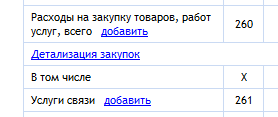 Расходы на закупку товаров, работ
услуг, всего добавить 260
Детализация закупок
В том числе X
Услуги связи добавить 261